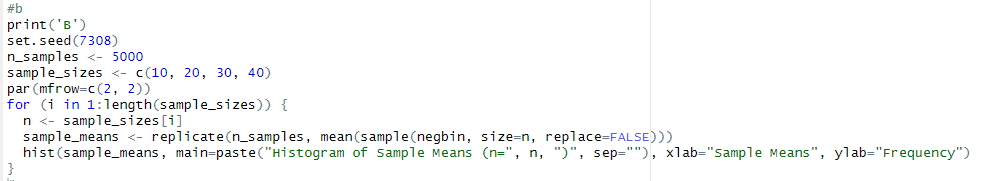 #b
print('B')
set.seed(7308)
n_samples <- 5000
sample_sizes <- c(10, 20, 30, 40)
par(mfrow=c(2, 2))
for (i in 1:length(sample_sizes)) {
  n <- sample_sizes[i]
  sample_means <- replicate(n_samples, mean(sample(negbin, size=n, replace=FALSE)))
  hist(sample_means, main=paste("Histogram of Sample Means (n=", n, ")", sep=""), xlab="Sample Means", ylab="Frequency")
}